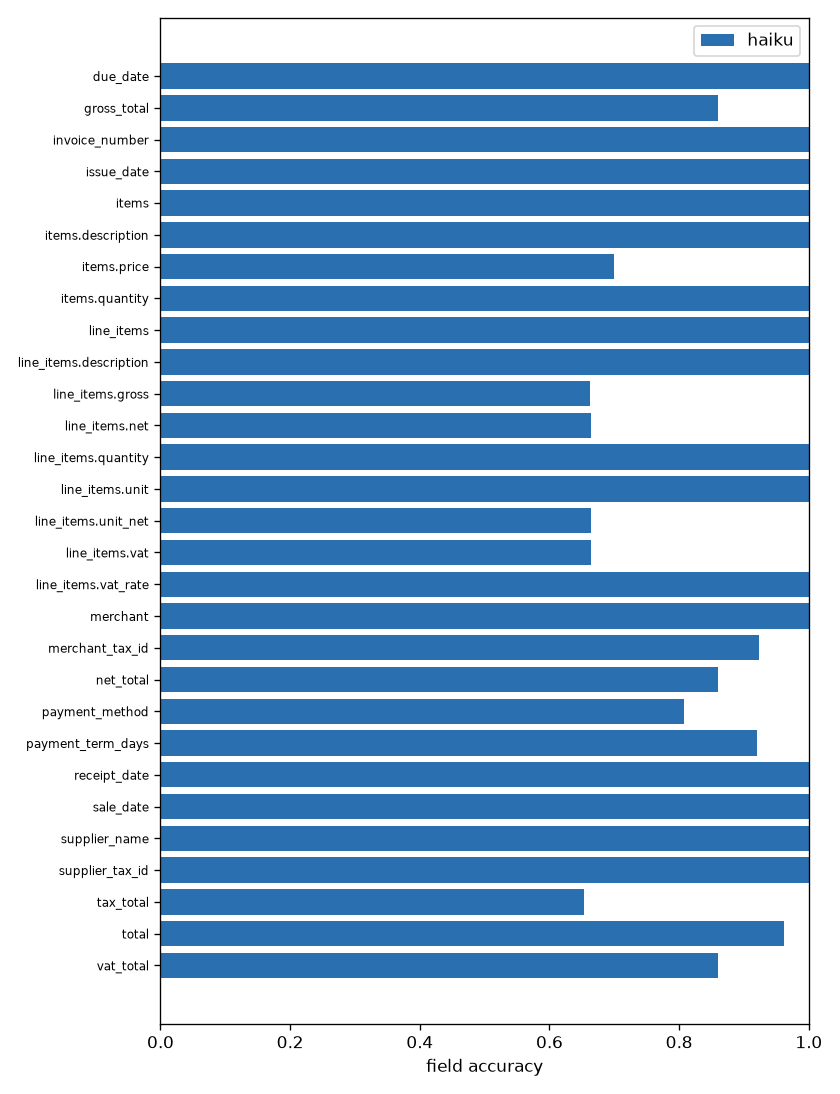 haiku
due_date
gross_total
invoice_number
issue_date
items
items.description
items.price
items.quantity
line_items
line_items.description
line_items.gross
line_items.net
line_items.quantity
line_items.unit
line_items.unit_net
line_items.vat
line_items.vat_rate
merchant
merchant_tax_id
net_total
payment_method
payment_term_days
receipt_date
sale_date
supplier_name
supplier_tax_id
tax_total
total
vat_total
0.0 0.2 0.4 0.6 0.8 1.0
field accuracy